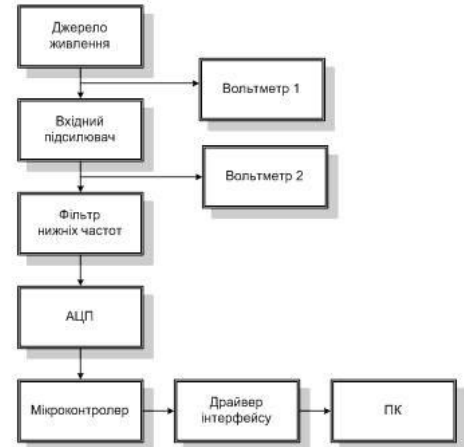 Джерело
живлення
Вольтметр 1
Вхідний
підсилювач
Вольтметр 2
Фільтр
нижніх частот
АЦП
Мікроконтролер
Драйвер
інтерфейсу
ПК